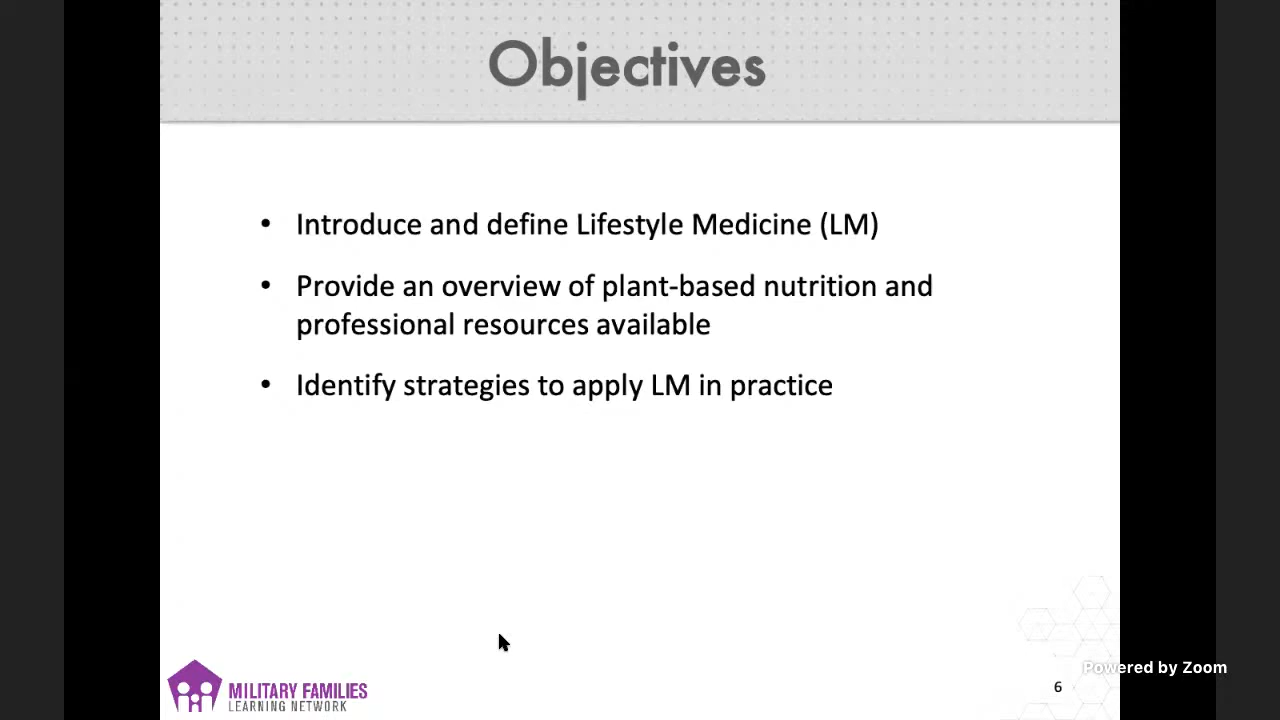 Objectives
• Introduce and define Lifestyle Medicine (LM)
• Provide an overview of plant-based nutrition and
professional resources available
• Identify strategies to apply LM in practice
Powered by Zoom
MILITARY FAMILIES
LEARNING NETWORK
6